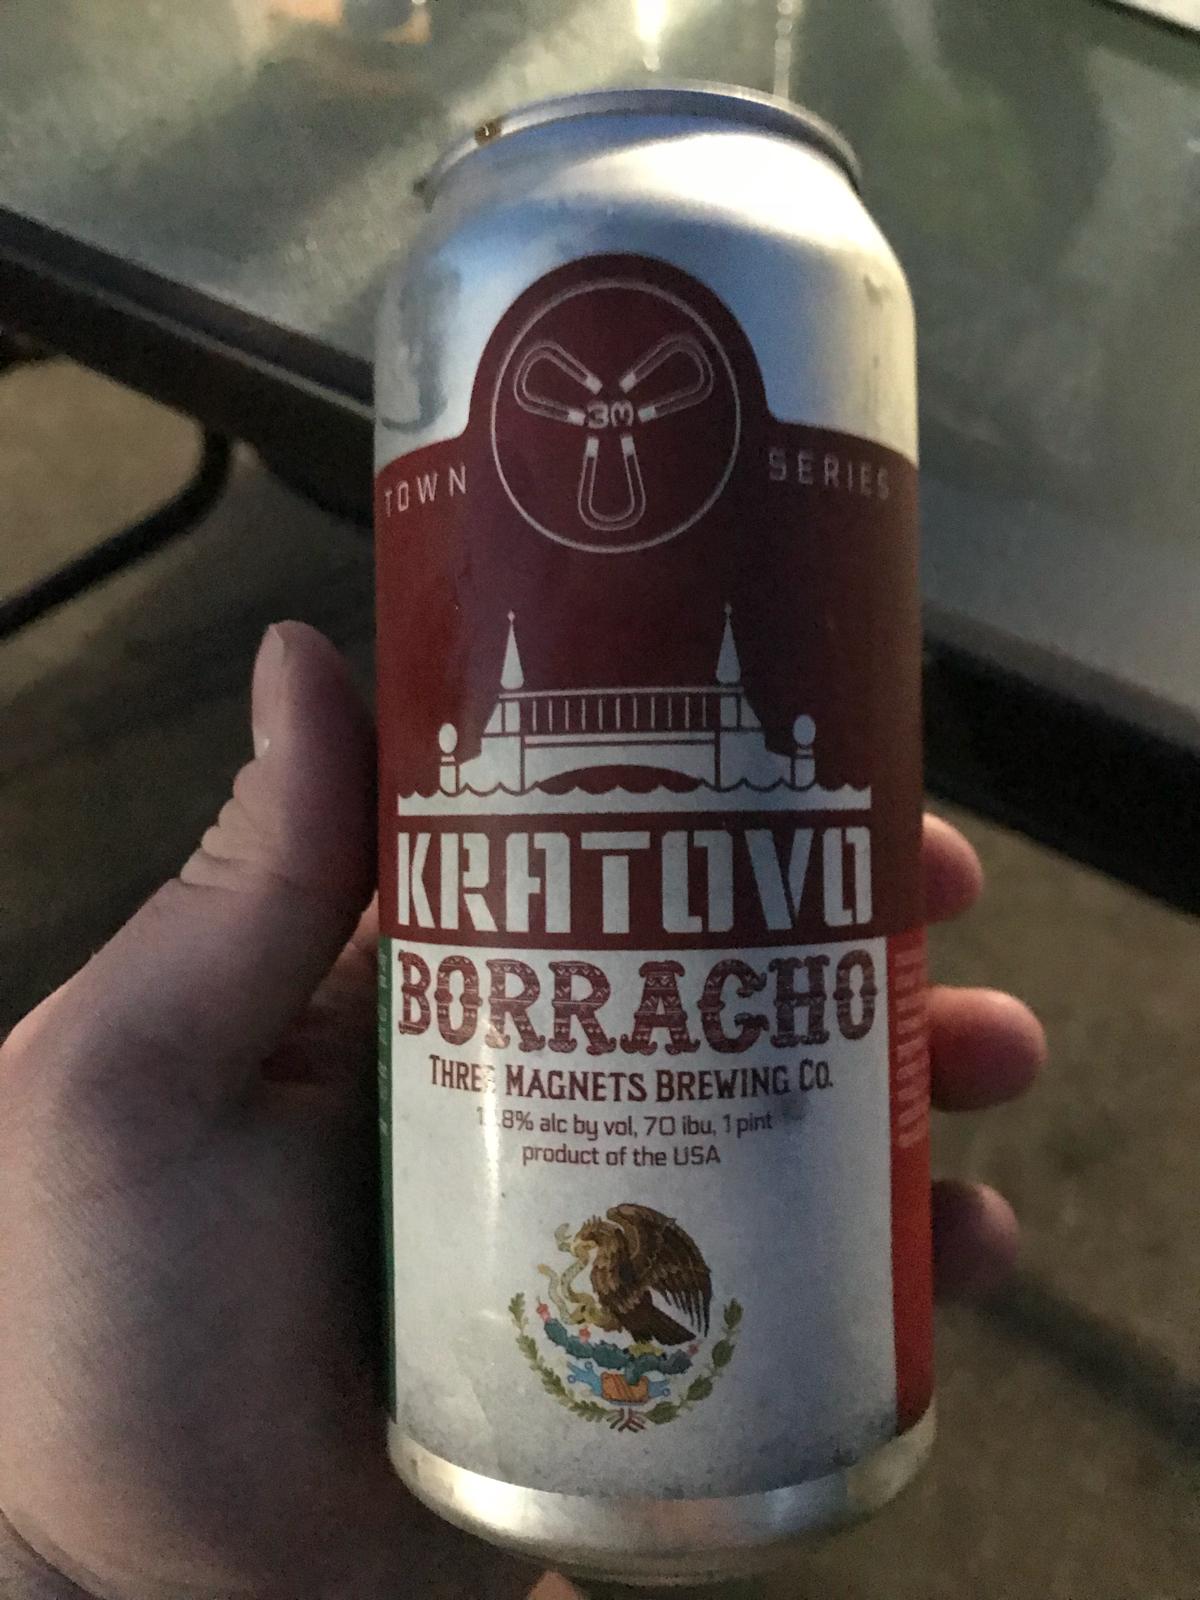 TOWN SERIES
3M
KRATOVO
BORRACHO
THREE MAGNETS BREWING CO.
alc by vol, 70 ibu, 1 pint
product of the USA